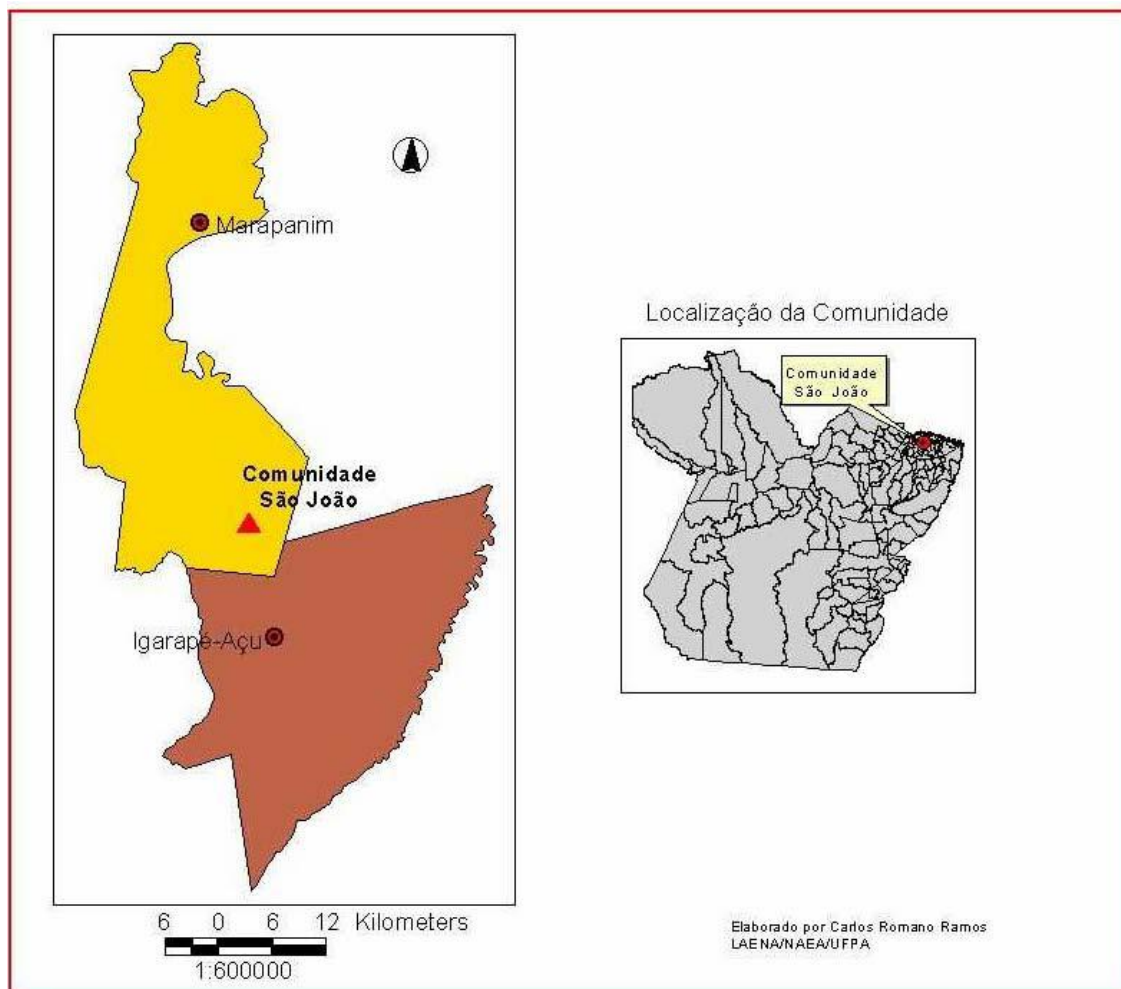 Marapanim
Comunidade
São João
Igarapé-Açu
6 0 6 12 Kilometers
1:600000
Localização da Comunidade
Comunidade
São João
Elaborado por Carlos Romano Ramos
LAENA/NAEA/UFPA